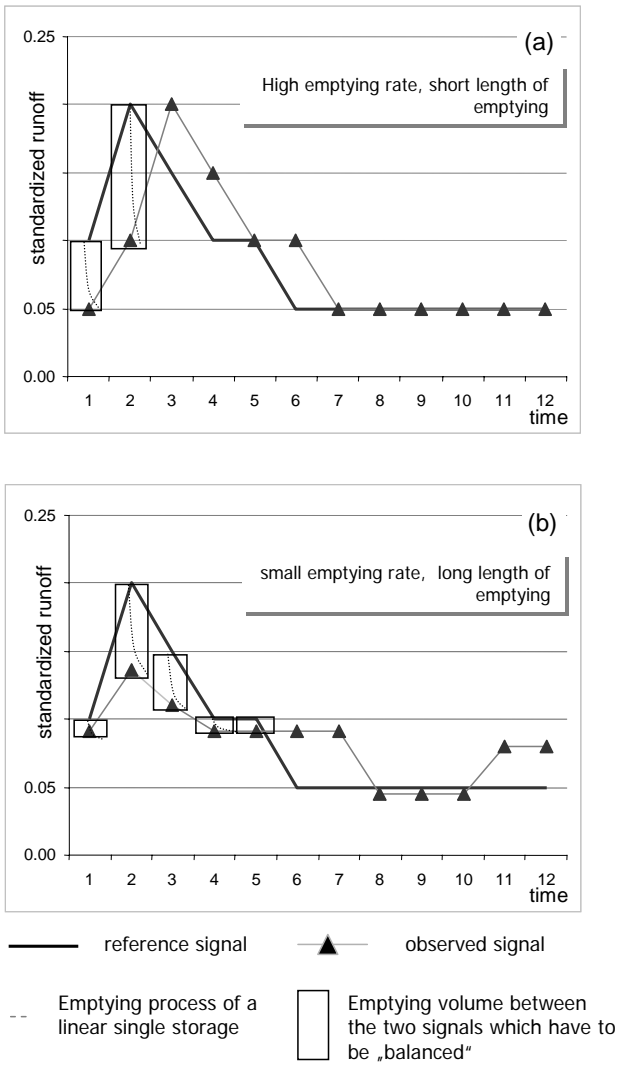 (a)
0.25
High emptying rate, short length of
emptying
standardized runoff
0.05
0.00
1 2 3 4 5 6 7 8 9 10 11 12
time
(b)
0.25
small emptying rate, long length of
emptying
standardized runoff
0.05
0.00
1 2 3 4 5 6 7 8 9 10 11 12
time
reference signal
observed signal
Emptying process of a
linear single storage
Emptying volume between
the two signals which have to
be „balanced“